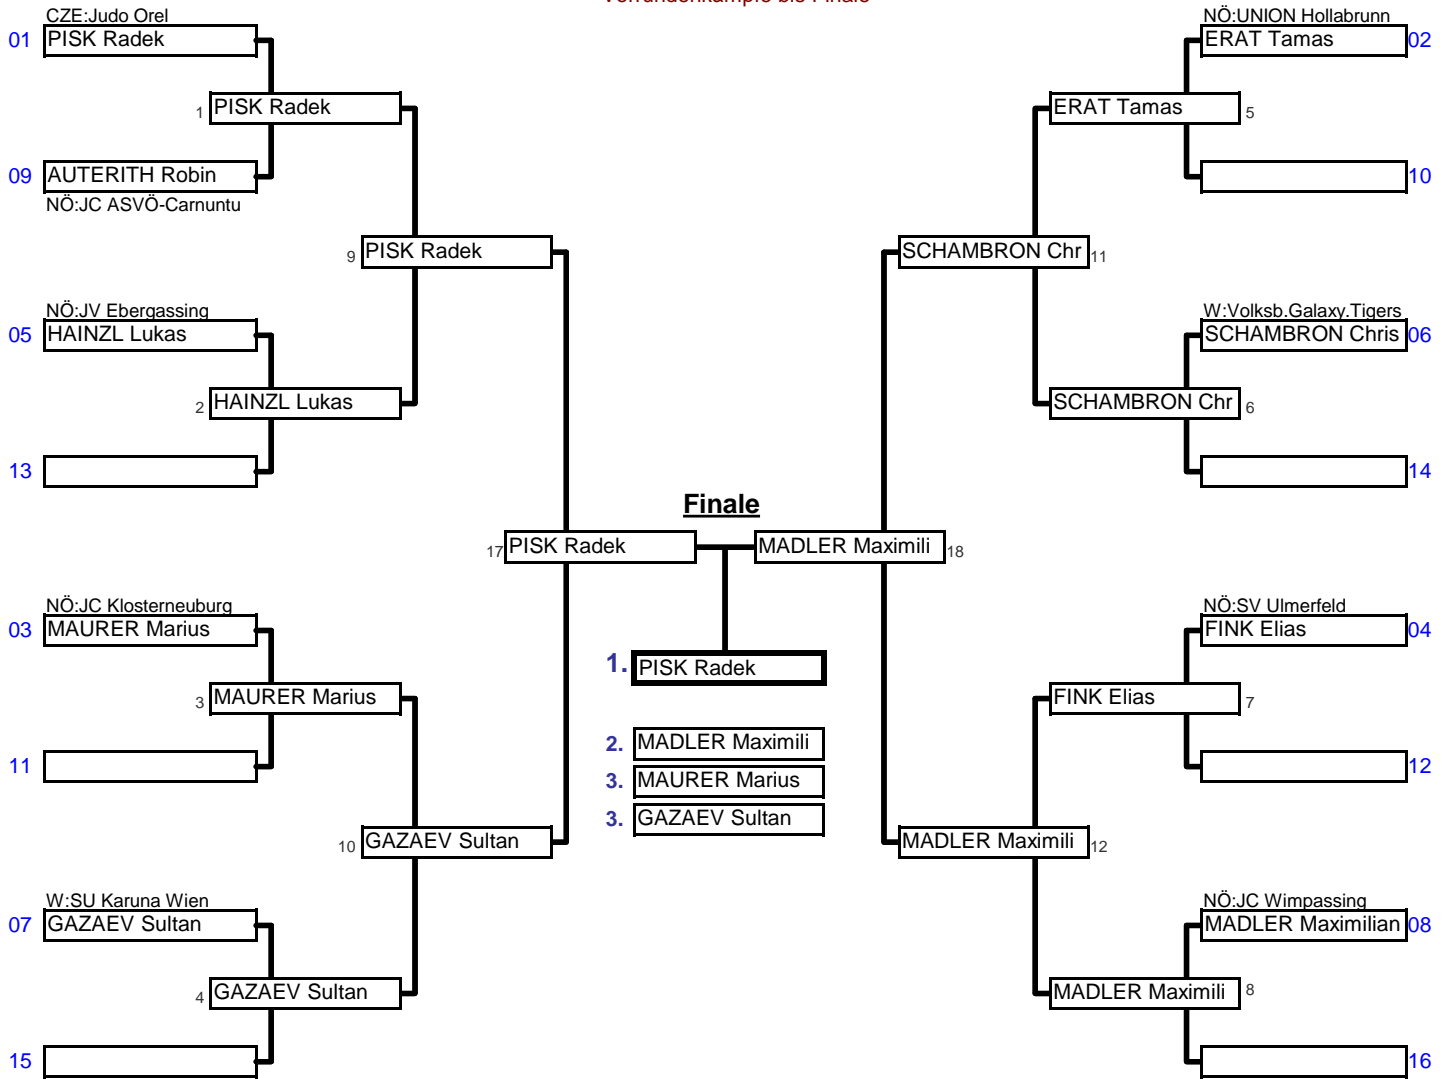 Vorrundenkämpfe bis Finale
CZE:Judo Orel
01 PISK Radek
1 PISK Radek
09 AUTERITH Robin
NÖ:JC ASVÖ-Carnuntu
9 PISK Radek
NÖ:JV Ebergassing
05 HAINZL Lukas
2 HAINZL Lukas
13
17 PISK Radek
NÖ:JC Klosterneuburg
03 MAURER Marius
3 MAURER Marius
11
10 GAZAEV Sultan
W:SU Karuna Wien
07 GAZAEV Sultan
4 GAZAEV Sultan
15
Finale
1. PISK Radek
2. MADLER Maximili
3. MAURER Marius
3. GAZAEV Sultan
NÖ:UNION Hollabrunn
ERAT Tamas 02
ERAT Tamas 5
10
SCHAMBRON Chr 11
W:Volksb.Galaxy.Tigers
SCHAMBRON Chris 06
SCHAMBRON Chr 6
14
MADLER Maximili 18
NÖ:SV Ulmerfeld
FINK Elias 04
FINK Elias 7
12
MADLER Maximili 12
NÖ:JC Wimpassing
MADLER Maximilian 08
MADLER Maximili 8
16